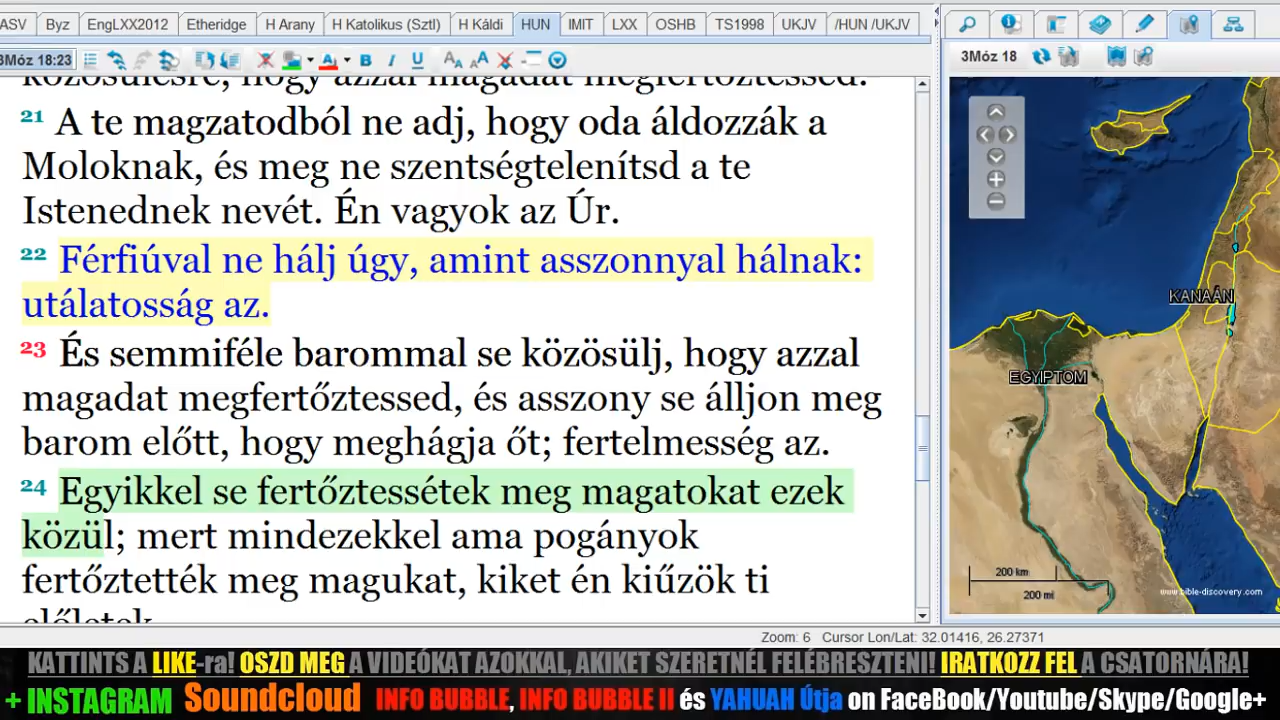 ASV Byz EngLXX2012 Etheridge H Arany H Katolikus (SztI) H Káldi HUN IMIT LXX OSHB TS1998 UKJV /HUN /UKJV
3Móz 18:23 B I U A A A A
3Móz 18
közösülésre, hogy azzal magadat megfertőztessed.
21 A te magzatodból ne adj, hogy oda áldozzák a
Moloknak, és meg ne szentségtelenítsd a te
Istenednek nevét. Én vagyok az Úr.
22 Férfiúval ne hálj úgy, amint asszonnyal hálnak:
utálatosság az.
23 És semmiféle barommal se közösülj, hogy azzal
magadat megfertőztessed, és asszony se álljon meg
barom előtt, hogy meghágja őt; fertelmesség az.
24 Egyikkel se fertőztessétek meg magatokat ezek
közül; mert mindezekkel ama pogányok
fertőztették meg magukat, kiket én kiűzök ti
előletek
KANAÁN
EGYIPTOM
200 km
200 mi
www.bible-discovery.com
Zoom: 6 Cursor Lon/Lat: 32.01416, 26.27371
KATTINTS A LIKE-ra! OSZD MEG A VIDEÓKAT AZOKKAL, AKIKET SZERETNÉL FELÉBRESZTENI! IRATKOZZ FEL A CSATORNÁRA!
+ INSTAGRAM Soundcloud INFO BUBBLE, INFO BUBBLE II és YAHUAH Útja on FaceBook/Youtube/Skype/Google+